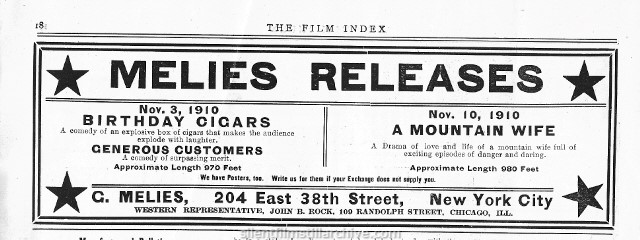 18
THE FILM INDEX
MELIES RELEASES
Nov. 3, 1910
BIRTHDAY CIGARS
A comedy of an explosive box of cigars that makes the audience
explode with laughter.
GENEROUS CUSTOMERS
A comedy of surpassing merit.
Approximate Length 970 Feet
Nov. 10, 1910
A MOUNTAIN WIFE
A Drama of love and life of a mountain wife full of
exciting episodes of danger and daring.
Approximate Length 980 Feet
We have Posters, too. Write us for them if your Exchange does not supply you.
G. MELIES, 204 East 38th Street, New York City
WESTERN REPRESENTATIVE, JOHN B. ROCK, 109 RANDOLPH STREET, CHICAGO, ILL.
silentfilmstillarchive.com